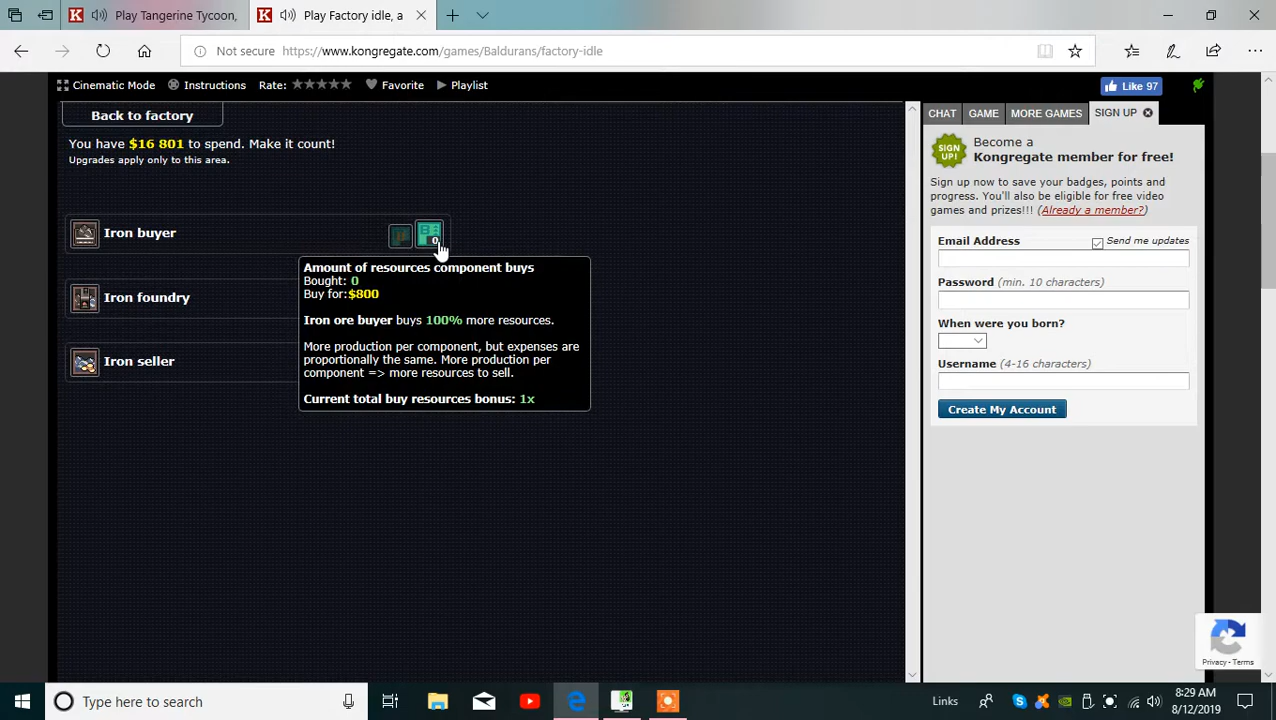 Play Tangerine Tycoon,
Play Factory idle, a
Not secure https://www.kongregate.com/games/Baldurans/factory-idle
Cinematic Mode Instructions Rate: Favorite Playlist
Like 97
Back to factory
You have $16 801 to spend. Make it count!
Upgrades apply only to this area.
Iron buyer
0
Amount of resources component buys
Bought: 0
Buy for:$800
Iron ore buyer buys 100% more resources.
More production per component, but expenses are
proportionally the same. More production per
component => more resources to sell.
Current total buy resources bonus: 1x
Iron foundry
Iron seller
CHAT GAME MORE GAMES SIGN UP
SIGN UP!
Become a
Kongregate member for free!
Sign up now to save your badges, points and
progress. You'll also be eligible for free video
games and prizes!!! (Already a member?)
Email Address Send me updates
Password (min. 10 characters)
When were you born?
Username (4-16 characters)
Create My Account
Privacy - Terms
Type here to search
Links
8:29 AM
8/12/2019